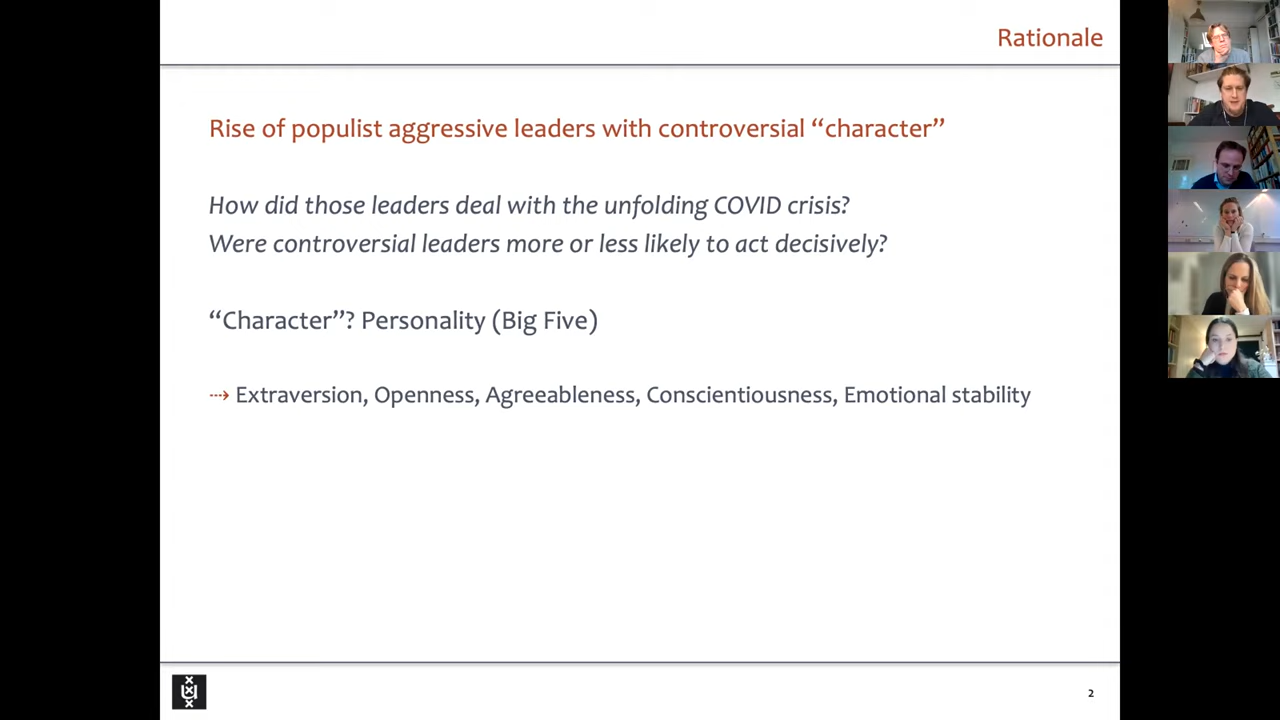 Rationale
Rise of populist aggressive leaders with controversial “character”
How did those leaders deal with the unfolding COVID crisis?
Were controversial leaders more or less likely to act decisively?
“Character”? Personality (Big Five)
⇢ Extraversion, Openness, Agreeableness, Conscientiousness, Emotional stability
2